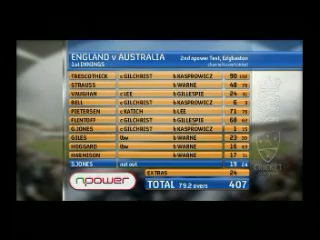 ENGLAND v AUSTRALIA 2nd npower Test, Edgbaston
1st INNINGS
TRESCOTHICK c GILCHRIST b KASPROWICZ 90
STRAUSS b WARNE 48
VAUGHAN c LEE b GILLESPIE 24
BELL c GILCHRIST b KASPROWICZ 6
PIETERSEN c KATICH b LEE 71
FLINTOFF c GILCHRIST b GILLESPIE 68
G.JONES c GILCHRIST b KASPROWICZ 1
GILES lbw b WARNE 23
HOGGARD lbw b WARNE 16
HARMISON b WARNE 17
S.JONES not out 19
EXTRAS 24
npower TOTAL 79.2 overs 407